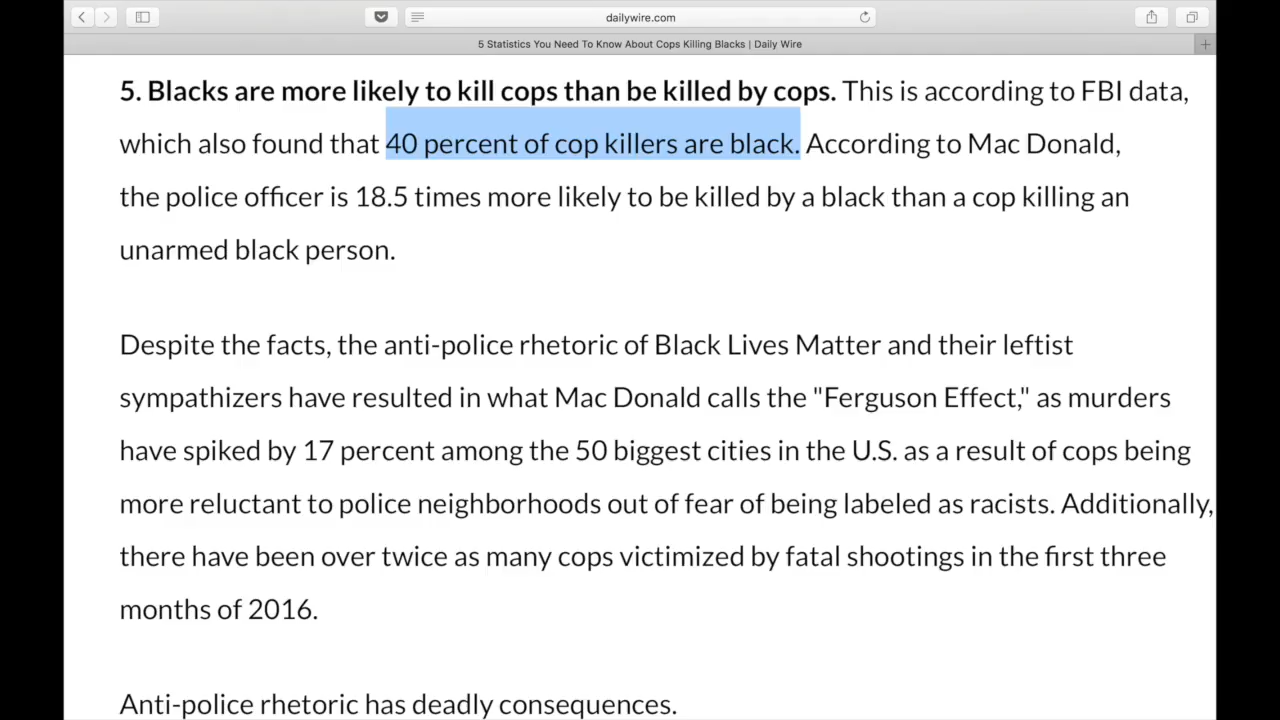 dailywire.com
5 Statistics You Need To Know About Cops Killing Blacks | Daily Wire
5. Blacks are more likely to kill cops than be killed by cops. This is according to FBI data,
which also found that 40 percent of cop killers are black. According to Mac Donald,
the police officer is 18.5 times more likely to be killed by a black than a cop killing an
unarmed black person.
Despite the facts, the anti-police rhetoric of Black Lives Matter and their leftist
sympathizers have resulted in what Mac Donald calls the "Ferguson Effect," as murders
have spiked by 17 percent among the 50 biggest cities in the U.S. as a result of cops being
more reluctant to police neighborhoods out of fear of being labeled as racists. Additionally,
there have been over twice as many cops victimized by fatal shootings in the first three
months of 2016.
Anti-police rhetoric has deadly consequences.